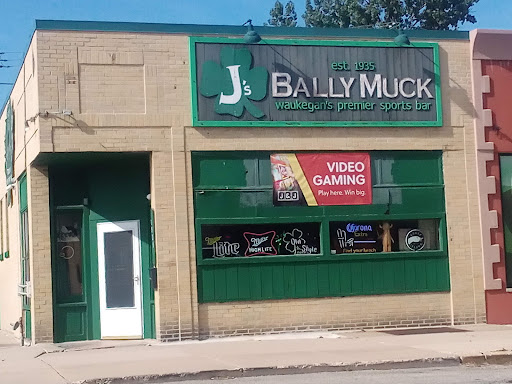 est. 1935
J's BALLY MUCK
waukegan's premier sports bar
VIDEO
GAMING
Play here. Win big.
J&J
Lite
Miller
HIGH LIFE
Old
Style
Corona
Extra
Find your beach